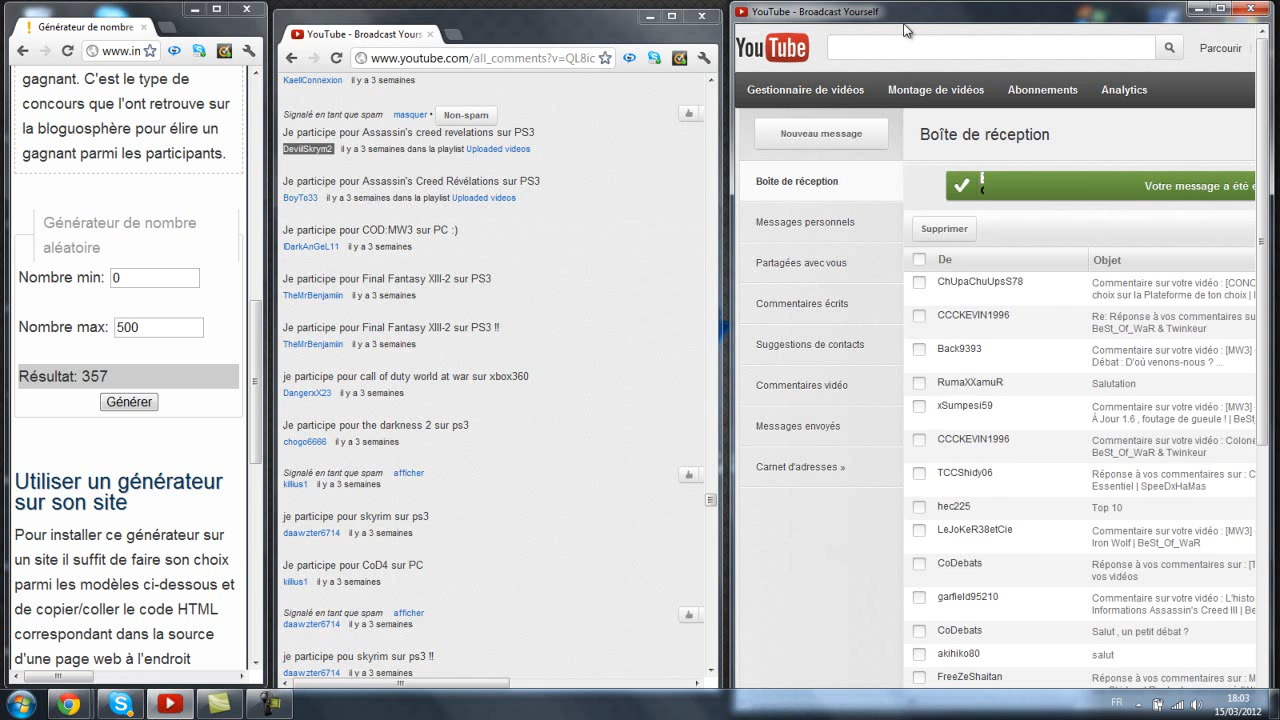 Générateur de nombre
www.in
gagnant. C'est le type de
concours que l'ont retrouve sur
la bloguosphère pour élire un
gagnant parmi les participants.
Générateur de nombre
aléatoire
Nombre min: 0
Nombre max: 500
Résultat: 357
Générer
Utiliser un générateur
sur son site
Pour installer ce générateur sur
un site il suffit de faire son choix
parmi les modèles ci-dessous et
de copier/coller le code HTML
correspondant dans la source
d'une page web à l'endroit
YouTube - Broadcast Yours
www.youtube.com/all_comments?v=QL8ic
KaellConnexion il y a 3 semaines
Signalé en tant que spam masquer • Non-spam
Je participe pour Assassin's creed revelations sur PS3
DeviilSkrym2 il y a 3 semaines dans la playlist Uploaded videos
Je participe pour Assassin's Creed Révélations sur PS3
BoyTo33 il y a 3 semaines dans la playlist Uploaded videos
Je participe pour COD:MW3 sur PC :)
IDarkAnGeL11 il y a 3 semaines
Je participe pour Final Fantasy XIII-2 sur PS3
TheMrBenjamiin il y a 3 semaines
Je participe pour Final Fantasy XIII-2 sur PS3 !!
TheMrBenjamiin il y a 3 semaines
je participe pour call of duty world at war sur xbox360
DangerxX23 il y a 3 semaines
Je participe pour the darkness 2 sur ps3
chogo6666 il y a 3 semaines
Signalé en tant que spam afficher
killius1 il y a 3 semaines
je participe pour skyrim sur ps3
daawzter6714 il y a 3 semaines
Je participe pour CoD4 sur PC
killius1 il y a 3 semaines
Signalé en tant que spam afficher
daawzter6714 il y a 3 semaines
je participe pou skyrim sur ps3 !!
daawzter6714 il y a 3 semaines
YouTube - Broadcast Yourself
YouTube
Parcourir
Gestionnaire de vidéos Montage de vidéos Abonnements Analytics
Nouveau message
Boîte de réception
Messages personnels
Partagées avec vous
Commentaires écrits
Suggestions de contacts
Commentaires vidéo
Messages envoyés
Carnet d'adresses »
Boîte de réception
Votre message a été e
Supprimer
De Objet
ChUpaChuUpsS78 Commentaire sur votre vidéo : [CONC
choix sur la Plateforme de ton choix |
CCCKEVIN1996 Re: Réponse à vos commentaires su
BeSt_Of_WaR & Twinkeur
Back9393 Commentaire sur votre vidéo : [MW3]
Débat : D'où venons-nous ? ...
RumaXXamuR Salutation
xSumpesi59 Commentaire sur votre vidéo : [MW3]
À Jour 1.6 , foutage de gueule ! | BeS
CCCKEVIN1996 Commentaire sur votre vidéo : Colone
BeSt_Of_WaR & Twinkeur
TCCShidy06 Réponse à vos commentaires sur : C
Essentiel | SpeeDxHaMas
hec225 Top 10
LeJoKeR38etCie Commentaire sur votre vidéo : [MW3]
Iron Wolf | BeSt_Of_WaR
CoDebats Réponse à vos commentaires sur : [T
vos vidéos
garfield95210 Commentaire sur votre vidéo : L'histo
Informations Assassin's Creed III | Be
CoDebats Salut , un petit débat ?
akihiko80 salut
FreeZeShaitan Commentaire sur votre vidéo : [MW3]
FR
18:03
15/03/2012